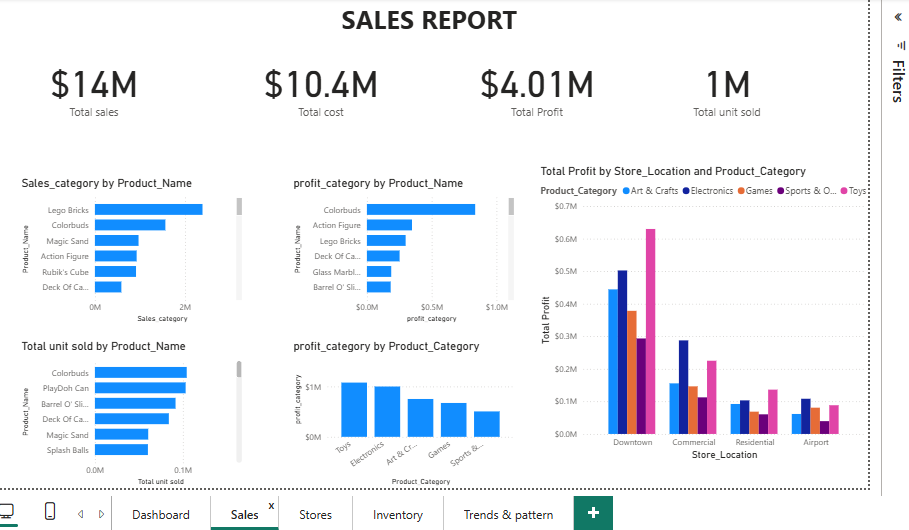 SALES REPORT
$14M
Total sales
$10.4M
Total cost
$4.01M
Total Profit
1M
Total unit sold
Filters
Sales_category by Product_Name
Product_Name
Lego Bricks
Colorbuds
Magic Sand
Action Figure
Rubik's Cube
Deck Of Ca...
0M 2M
Sales_category
profit_category by Product_Name
Product_Name
Colorbuds
Action Figure
Lego Bricks
Deck Of Ca...
Glass Marbl...
Barrel O' Sli...
$0.0M $0.5M $1.0M
profit_category
Total Profit by Store_Location and Product_Category
Product_Category Art & Crafts Electronics Games Sports & O... Toys
Total Profit
$0.7M
$0.6M
$0.5M
$0.4M
$0.3M
$0.2M
$0.1M
$0.0M
Downtown Commercial Residential Airport
Store_Location
Total unit sold by Product_Name
Product_Name
Colorbuds
PlayDoh Can
Barrel O' Sli...
Deck Of Ca...
Magic Sand
Splash Balls
0.0M 0.1M
Total unit sold
profit_category by Product_Category
profit_category
$1M
$0M
Toys Electronics Art & Cr... Games Sports &...
Product Category
Dashboard Sales x Stores Inventory Trends & pattern +